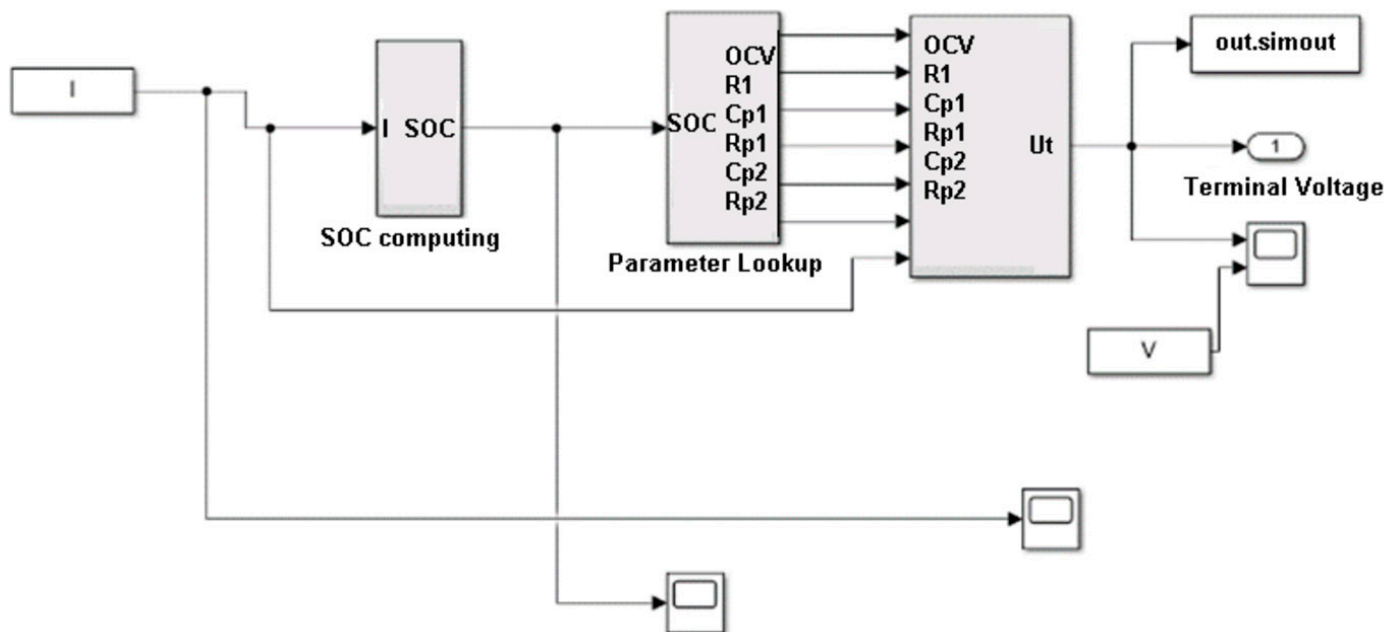 I
I SOC
SOC computing
SOC
OCV
R1
Cp1
Rp1
Cp2
Rp2
Parameter Lookup
OCV
R1
Cp1
Rp1
Cp2
Rp2
Ut
out.simout
1
Terminal Voltage
V